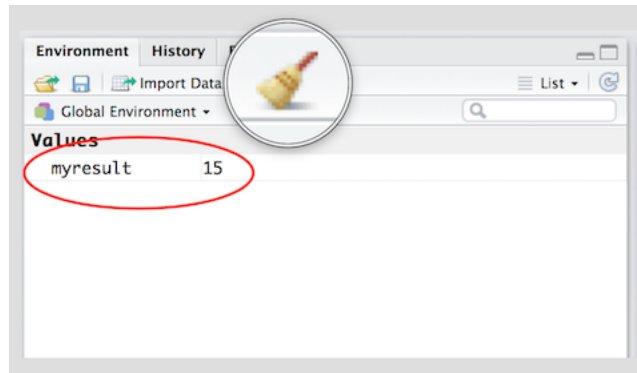 Environment History
Import Data
List
Global Environment
Values
myresult 15